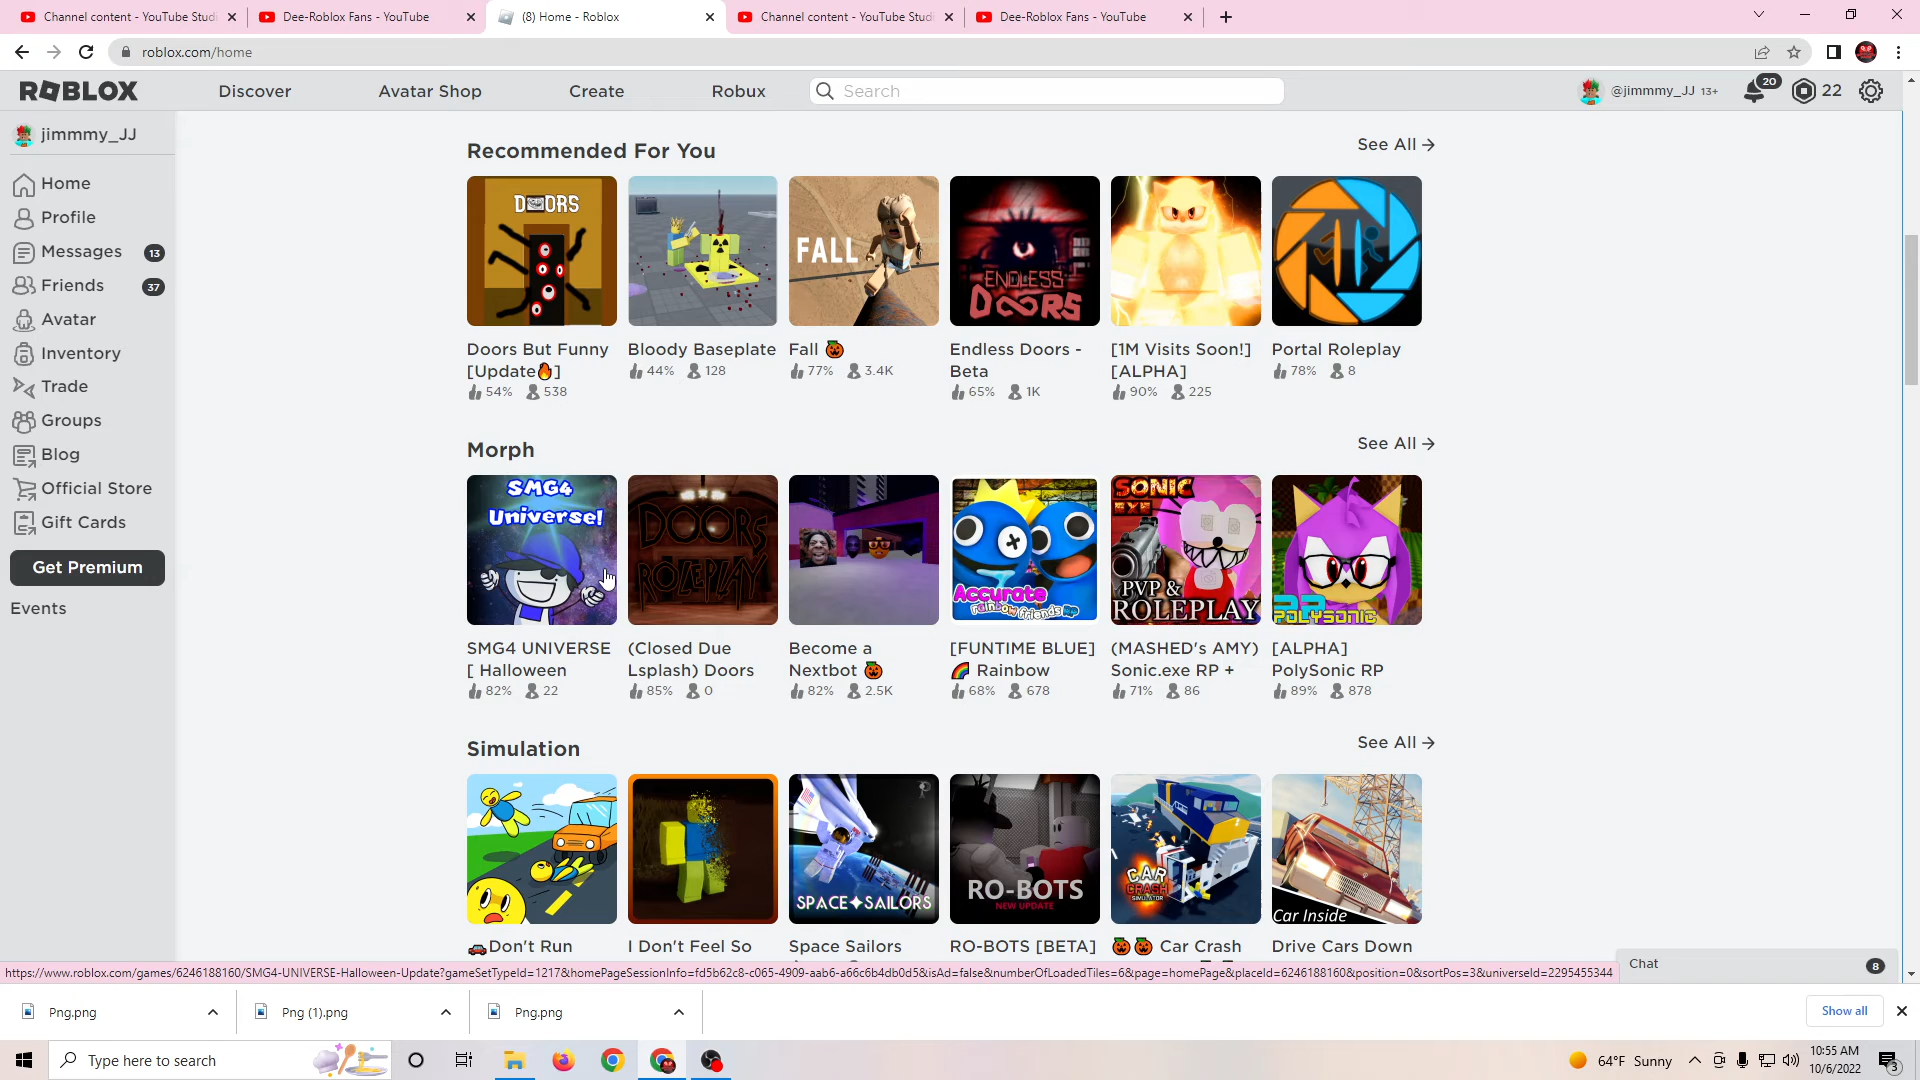 Channel content - YouTube Studi
Dee-Roblox Fans - YouTube
(8) Home - Roblox
Channel content - YouTube Studi
Dee-Roblox Fans - YouTube
roblox.com/home
ROBLOX
Discover
Avatar Shop
Create
Robux
Search
@jimmmy_JJ 13+
20
22
jimmmy_JJ
Home
Profile
Messages 13
Friends 37
Avatar
Inventory
Trade
Groups
Blog
Official Store
Gift Cards
Get Premium
Events
Recommended For You
See All →
DOORS
FALL
ENDLESS
DOORS
Doors But Funny
[Update🔥]
54% 538
Bloody Baseplate
44% 128
Fall 🎃
77% 3.4K
Endless Doors -
Beta
65% 1K
[1M Visits Soon!]
[ALPHA]
90% 225
Portal Roleplay
78% 8
Morph
See All →
SMG4
Universe!
DOORS
ROLEPLAY
Accurate
rainbow friends RP
SONIC
EXE
PVP &
ROLEPLAY
RP
POLYSONIC
SMG4 UNIVERSE
[ Halloween
82% 22
(Closed Due
Lsplash) Doors
85% 0
Become a
Nextbot 🎃
82% 2.5K
[FUNTIME BLUE]
🌈 Rainbow
68% 678
(MASHED's AMY)
Sonic.exe RP +
71% 86
[ALPHA]
PolySonic RP
89% 878
Simulation
See All →
SPACE✦SAILORS
RO-BOTS
NEW UPDATE
CAR
CRASH
SIMULATOR
Car Inside
🚗Don't Run
I Don't Feel So
Space Sailors
RO-BOTS [BETA]
🎃🎃 Car Crash
Drive Cars Down
https://www.roblox.com/games/6246188160/SMG4-UNIVERSE-Halloween-Update?gameSetTypeId=1217&homePageSessionInfo=fd5b62c8-c065-4909-aab6-a66c6b4db0d5&isAd=false&numberOfLoadedTiles=6&page=homePage&placeId=6246188160&position=0&sortPos=3&universeId=2295455344
Chat
8
Png.png
Png (1).png
Png.png
Show all
Type here to search
64°F Sunny
10:55 AM
10/6/2022
3